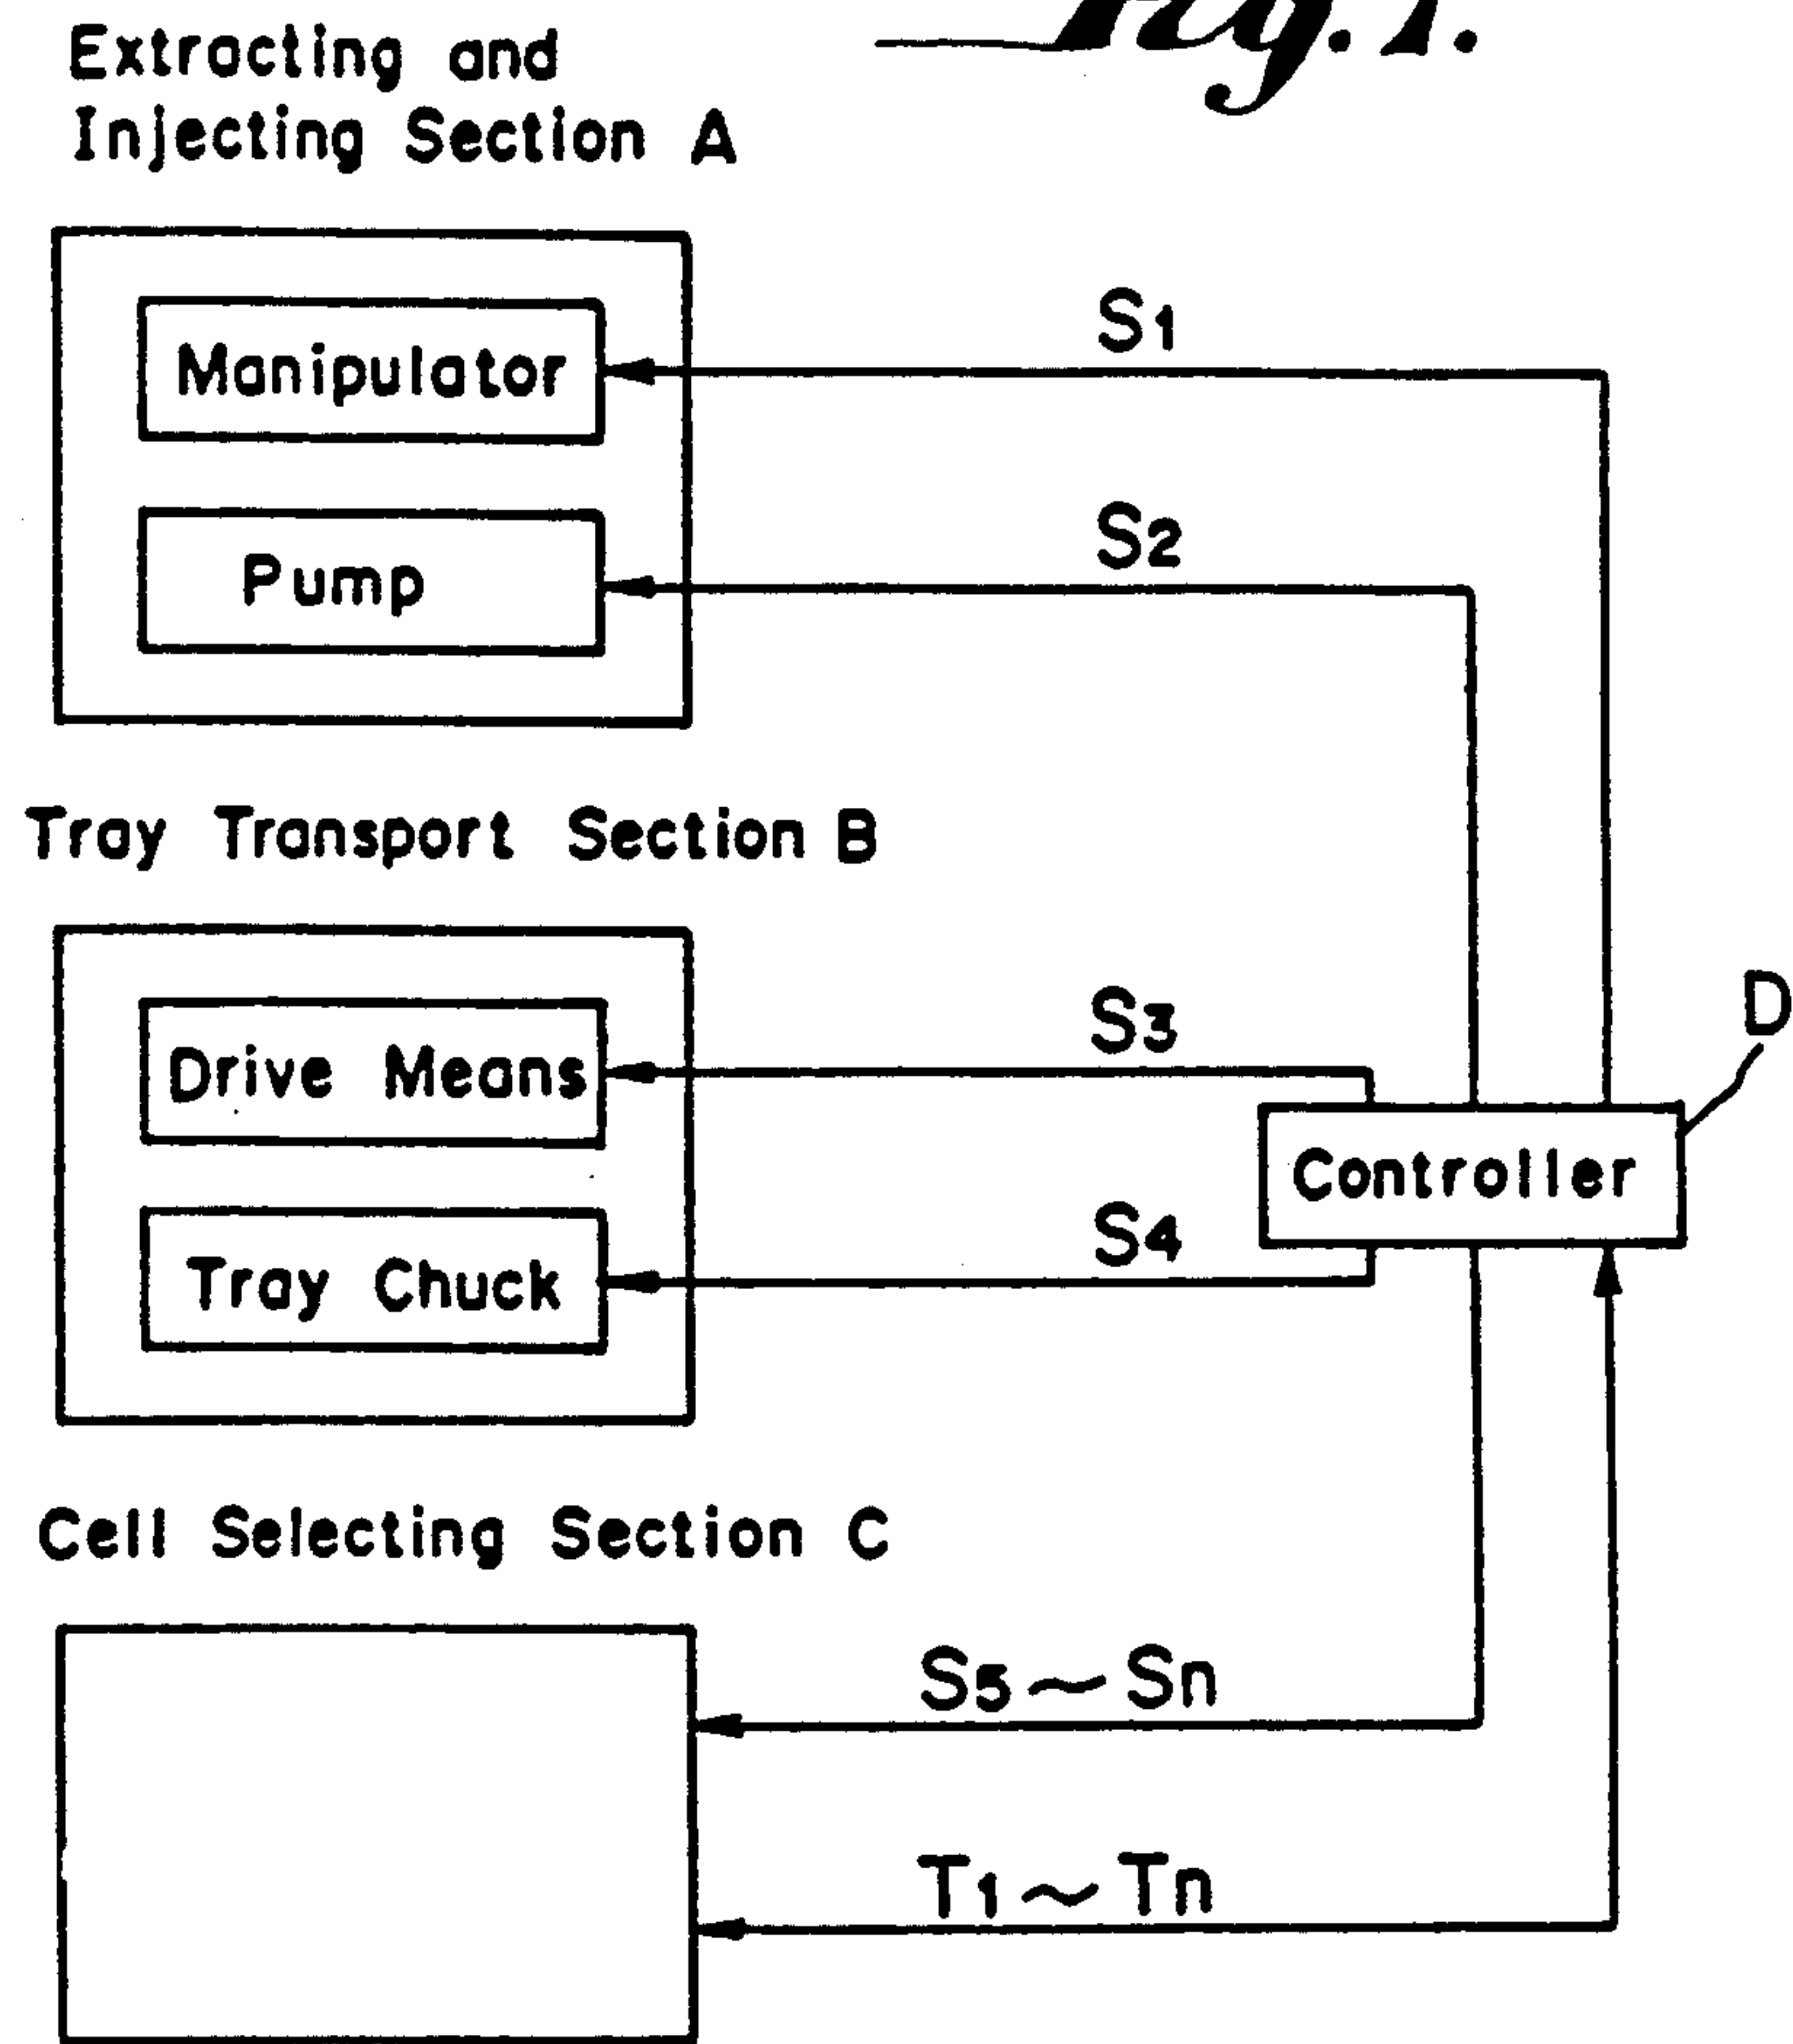 Fig. 1.
Extracting and
Injecting Section A
Manipulator
S1
Pump
S2
Tray Transport Section B
Drive Means
S3
D
Controller
Tray Chuck
S4
Cell Selecting Section C
S5~Sn
T1~Tn